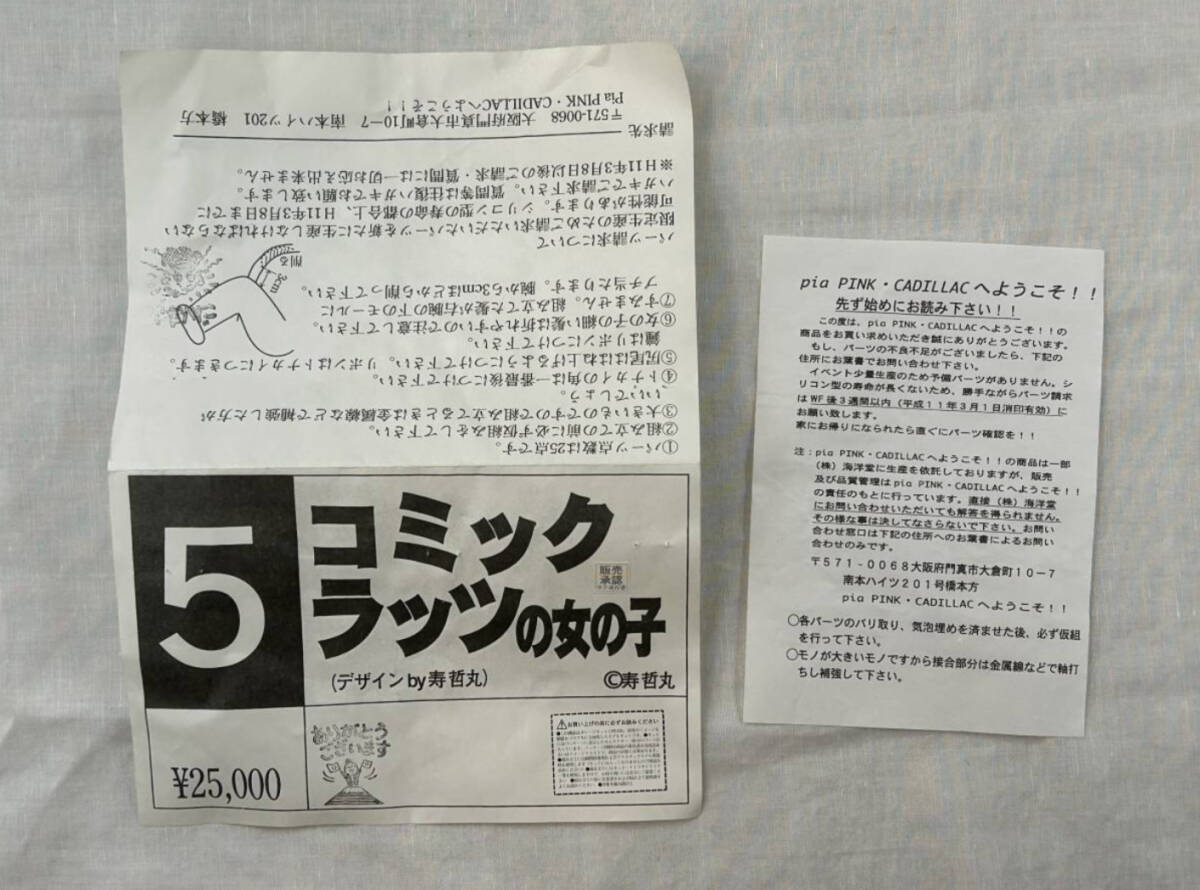 ①パーツ点数は25点です。
②組み立ての前に必ず仮組みをして下さい。
③大きいものですので組み立てるときは金属線などで補強した方が
いいでしょう。
④トナカイの角は一番最後につけて下さい。
⑤尻尾ははね上げるようにつけて下さい。リボンはトナカイにつきます。
鐘はリボンにつけて下さい。
⑥女の子の細い髪は折れやすいので注意して下さい。
⑦すみません。組み立てた髪が右腕の下のモールに
ブチ当たります。腕から3cmほどから削って下さい。
3cm
削る
パーツ請求について
限定生産のためご請求いただいたパーツを新たに生産しなければならない
可能性があります。シリコン型の寿命の都合上、H11年3月8日までに
ハガキでご請求下さい。質問等は往復ハガキでお願い致します。
※H11年3月8日以後のご請求・質問には一切お応え出来ません。
請求先
〒571-0068 大阪府門真市大倉町10ー7 南本ハイツ201 橋本方
Pia PINK・CADILLACへようこそ！！
5
コミック
ラッツの女の子
販売
承認
(デザインby寿哲丸)
©寿哲丸
¥25,000
ありがとう
ございます
お買い上げの前に必ずお読みください
pia PINK・CADILLACへようこそ！！
先ず始めにお読み下さい！！
この度は、pia PINK・CADILLACへようこそ！！の
商品をお買い求めいただき誠にありがとうございます。
もし、パーツの不良不足がございましたら、下記の
住所にお葉書でお問い合わせ下さい。
イベント少量生産のため予備パーツがありません。シ
リコン型の寿命が長くないため、勝手ながらパーツ請求
はWF後3週間以内（平成11年3月1日消印有効）に
お願い致します。
家にお帰りになられたら直ぐにパーツ確認を！！
注：pia PINK・CADILLACへようこそ！！の商品は一部
（株）海洋堂に生産を依託しておりますが、販売
及び品質管理はpia PINK・CADILLACへようこそ！！
の責任のもとに行っています。直接（株）海洋堂
にお問い合わせいただいても解答を得られません。
その様な事は決してなさらないで下さい。お問い
合わせ窓口は下記の住所へのお葉書によるお問い
合わせのみです。
〒571-0068大阪府門真市大倉町10-7
南本ハイツ201号橋本方
pia PINK・CADILLACへようこそ！！
○各パーツのバリ取り、気泡埋めを済ませた後、必ず仮組
を行って下さい。
○モノが大きいモノですから接合部分は金属線などで軸打
ちし補強して下さい。